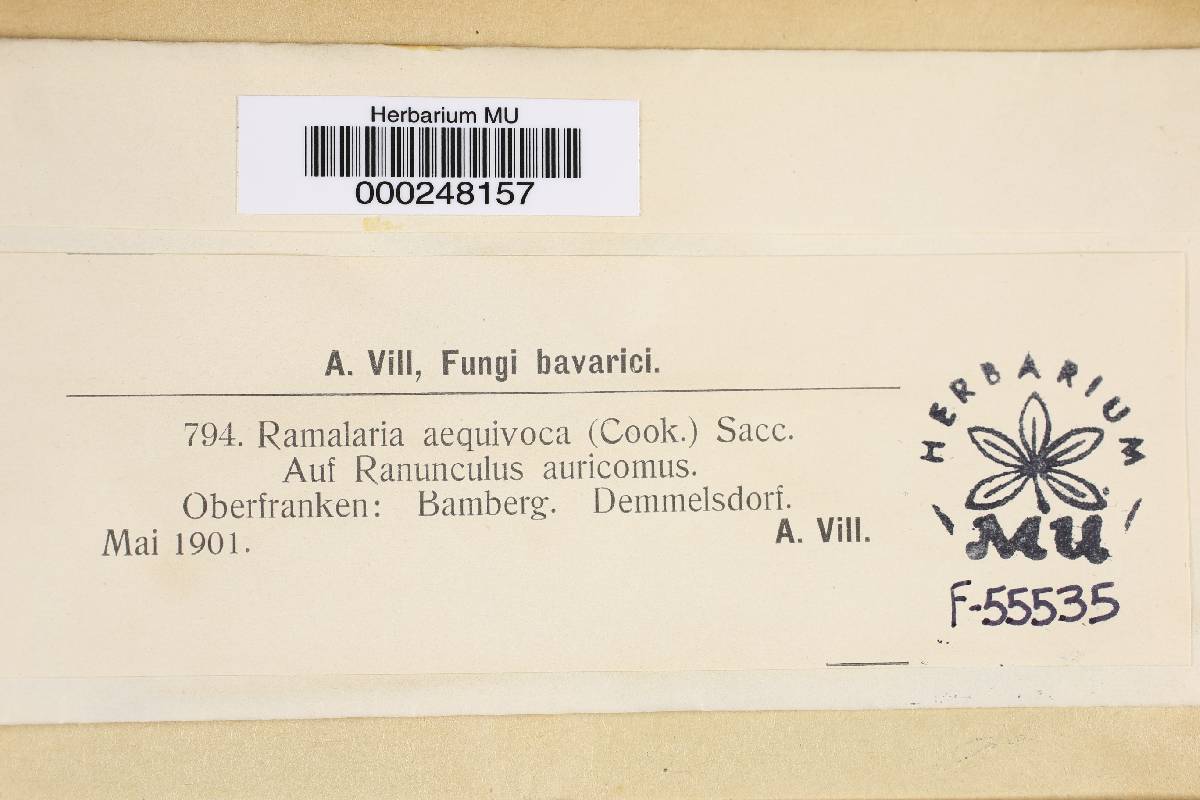 Herbarium MU
000248157
A. Vill, Fungi bavarici.
794. Ramalaria aequivoca (Cook.) Sacc.
Auf Ranunculus auricomus.
Oberfranken: Bamberg. Demmelsdorf.
Mai 1901.
A. Vill.
HERBARIUM
MU
F-55535